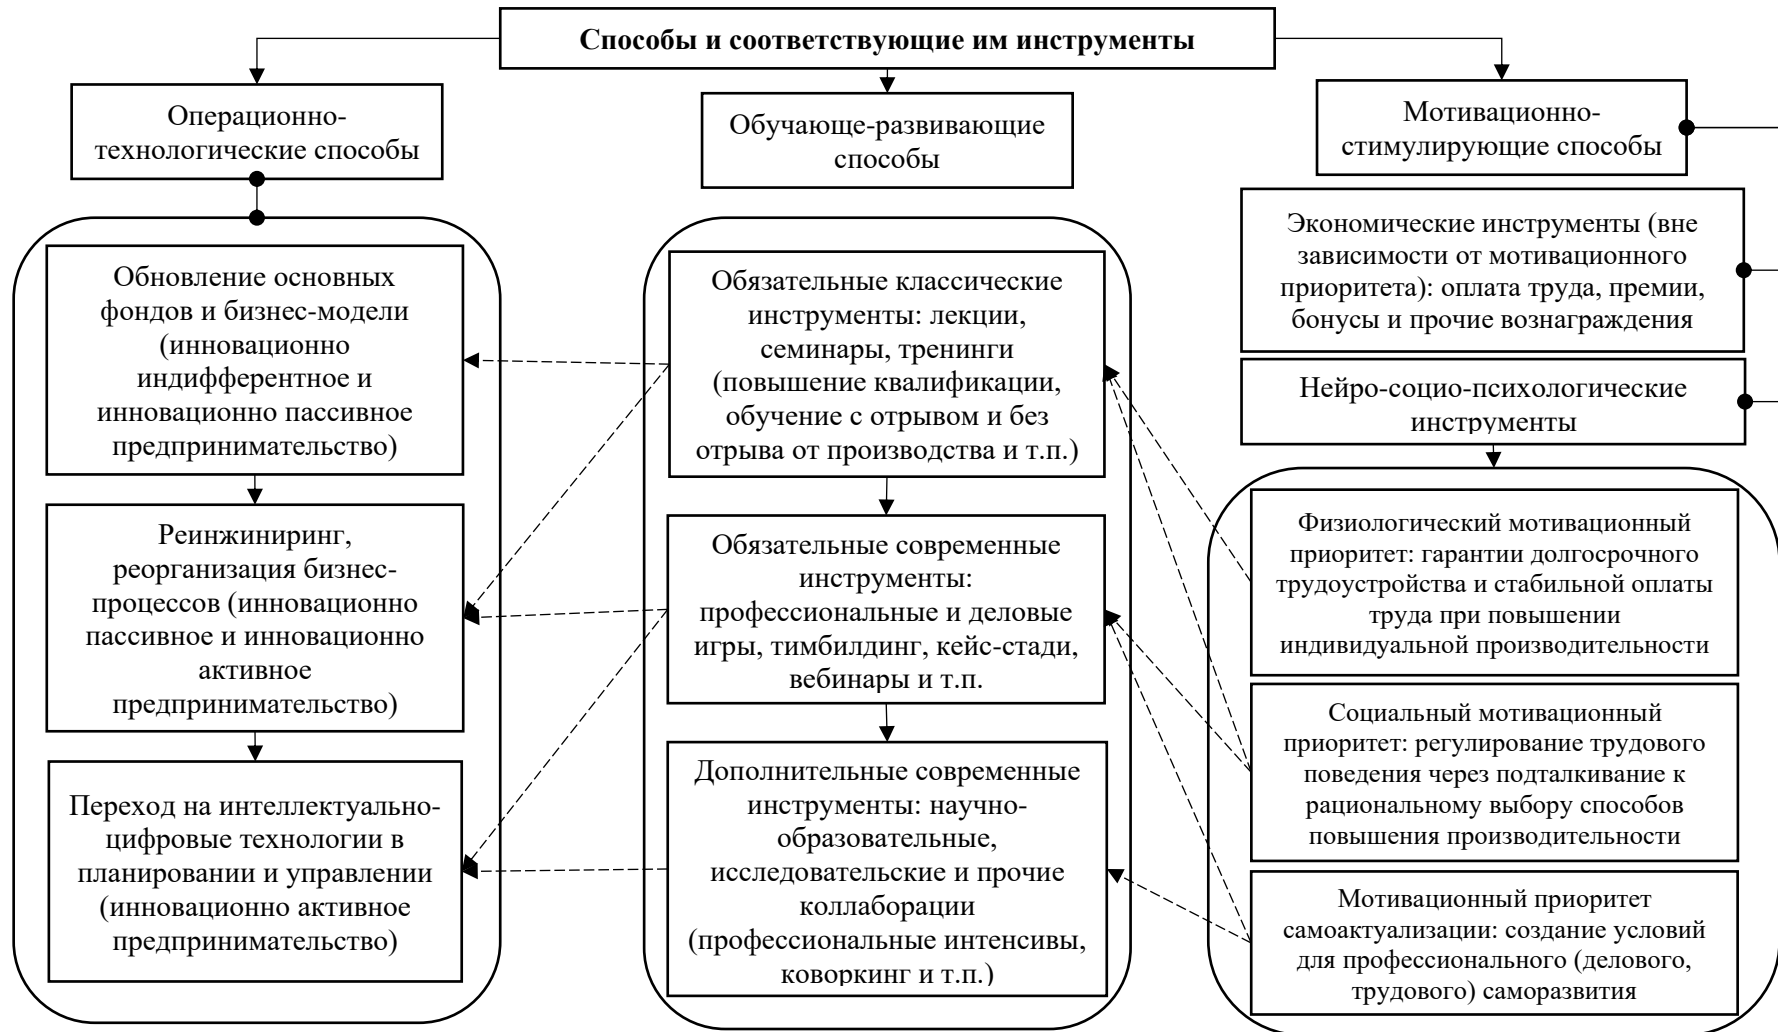 Способы и соответствующие им инструменты
Операционно-
технологические способы
Обучающе-развивающие
способы
Мотивационно-
стимулирующие способы
Обновление основных
фондов и бизнес-модели
(инновационно
индифферентное и
инновационно пассивное
предпринимательство)
Реинжиниринг,
реорганизация бизнес-
процессов (инновационно
пассивное и инновационно
активное
предпринимательство)
Переход на интеллектуально-
цифровые технологии в
планировании и управлении
(инновационно активное
предпринимательство)
Обязательные классические
инструменты: лекции,
семинары, тренинги
(повышение квалификации,
обучение с отрывом и без
отрыва от производства и т.п.)
Обязательные современные
инструменты:
профессиональные и деловые
игры, тимбилдинг, кейс-стади,
вебинары и т.п.
Дополнительные современные
инструменты: научно-
образовательные,
исследовательские и прочие
коллаборации
(профессиональные интенсивы,
коворкинг и т.п.)
Экономические инструменты (вне
зависимости от мотивационного
приоритета): оплата труда, премии,
бонусы и прочие вознаграждения
Нейро-социо-психологические
инструменты
Физиологический мотивационный
приоритет: гарантии долгосрочного
трудоустройства и стабильной оплаты
труда при повышении
индивидуальной производительности
Социальный мотивационный
приоритет: регулирование трудового
поведения через подталкивание к
рациональному выбору способов
повышения производительности
Мотивационный приоритет
самоактуализации: создание условий
для профессионального (делового,
трудового) саморазвития